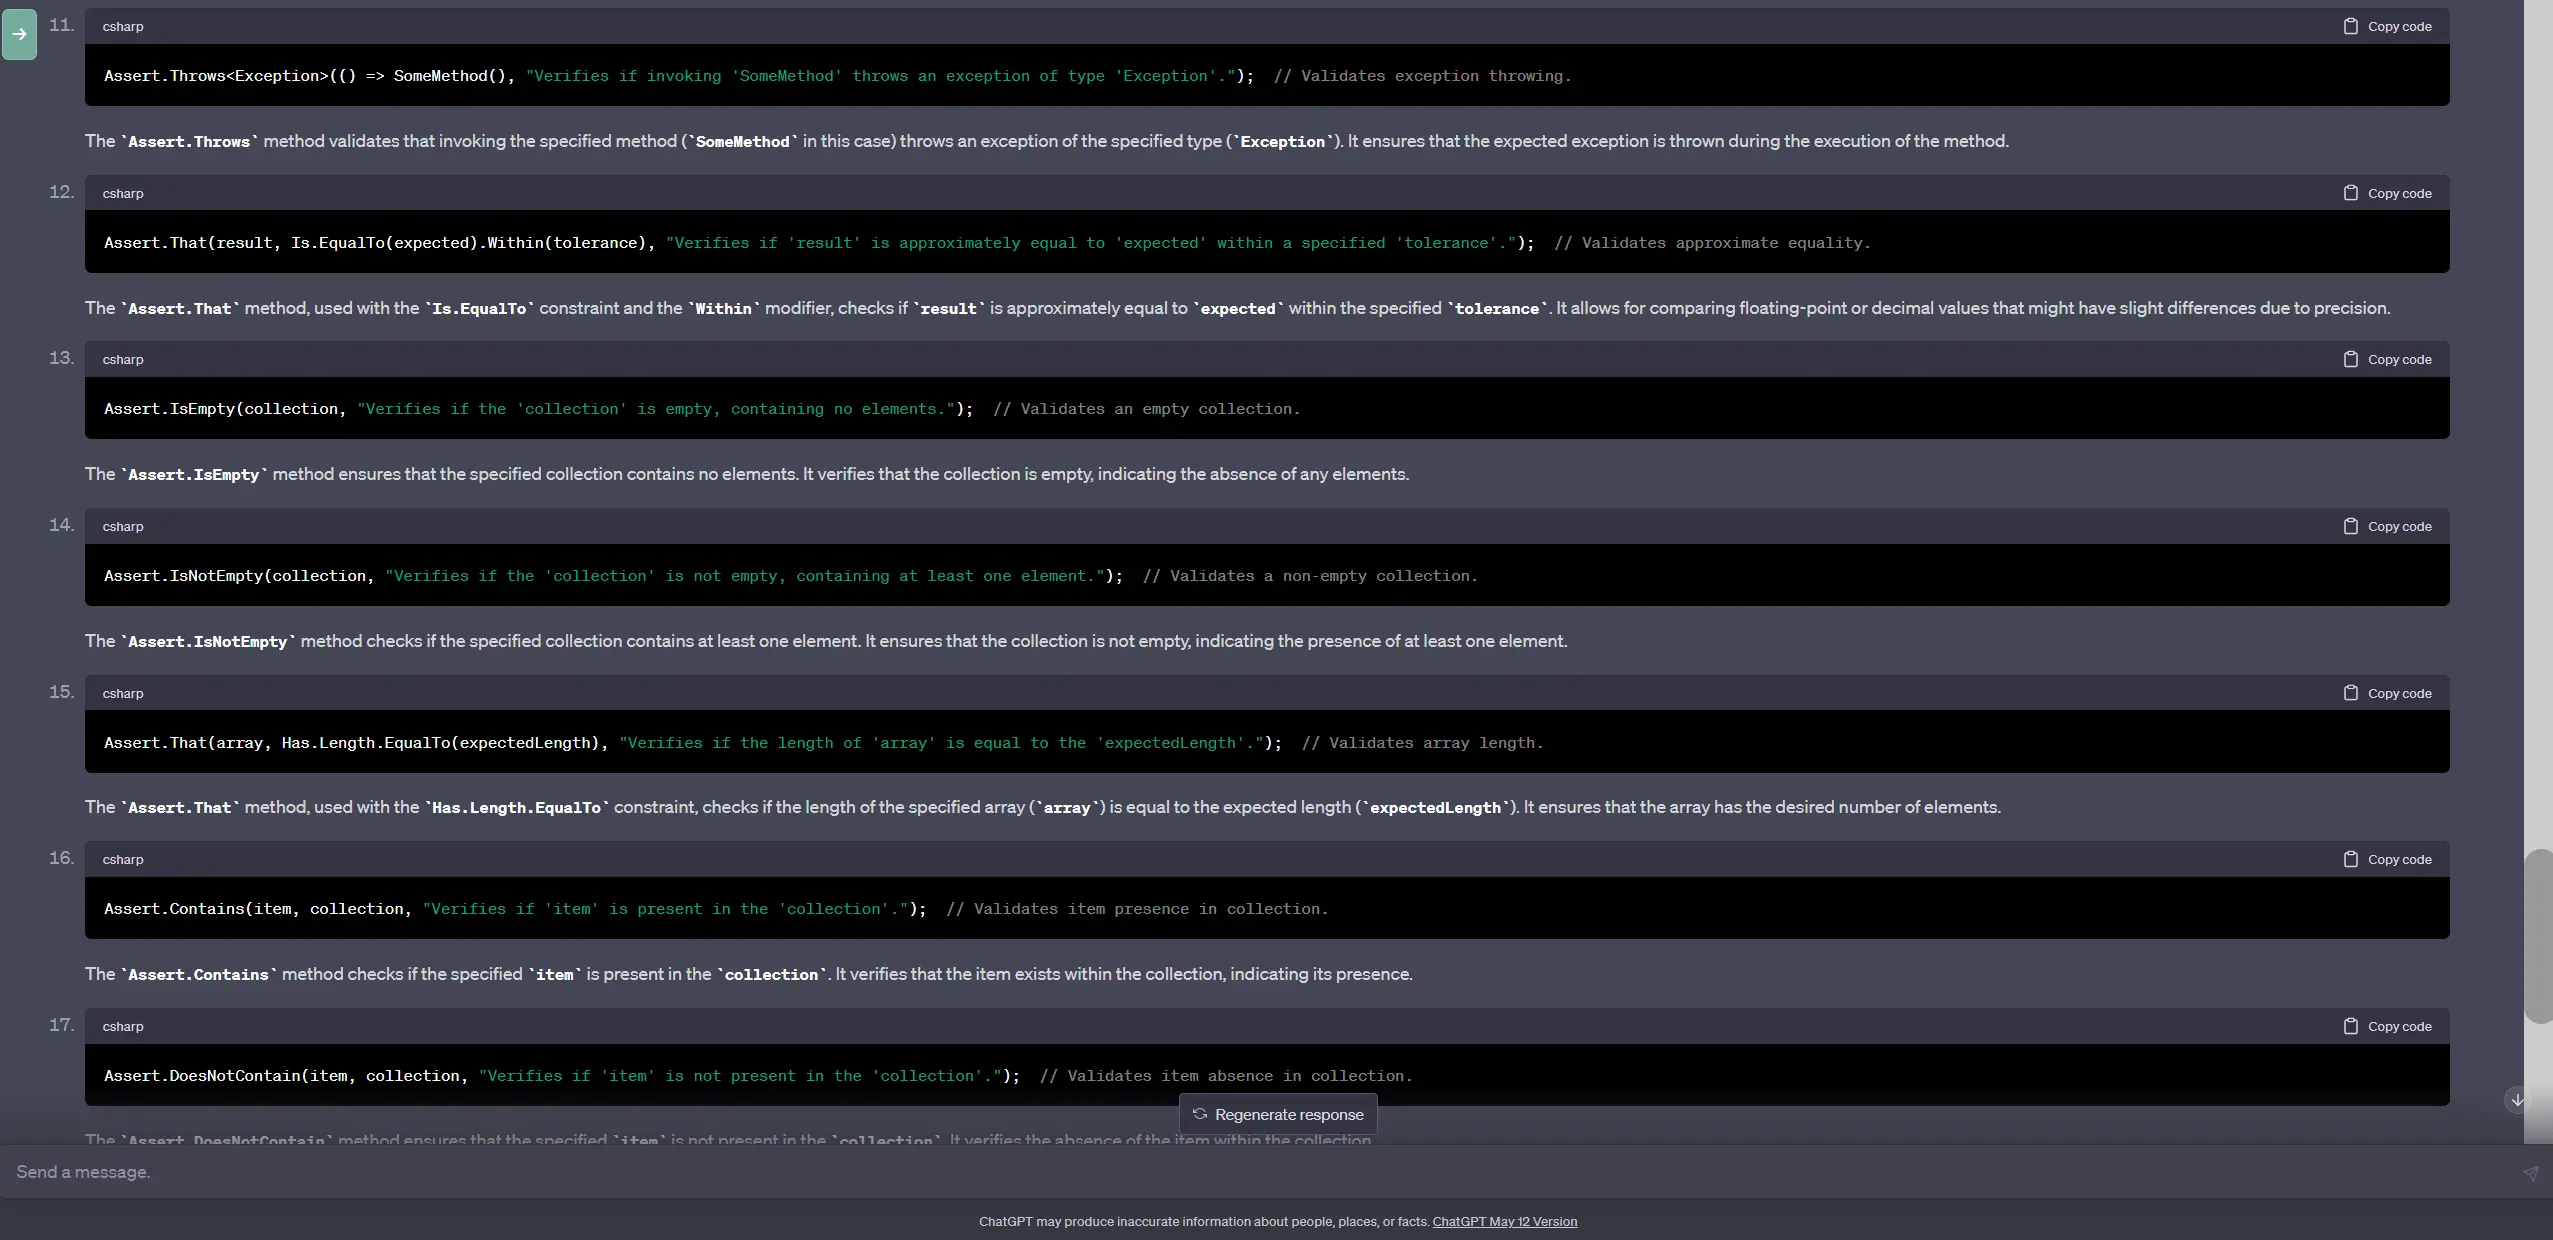 11. csharp Copy code
Assert.Throws<Exception>(() => SomeMethod(), "Verifies if invoking 'SomeMethod' throws an exception of type 'Exception'.");  // Validates exception throwing.
The `Assert.Throws` method validates that invoking the specified method (`SomeMethod` in this case) throws an exception of the specified type (`Exception`). It ensures that the expected exception is thrown during the execution of the method.
12. csharp Copy code
Assert.That(result, Is.EqualTo(expected).Within(tolerance), "Verifies if 'result' is approximately equal to 'expected' within a specified 'tolerance'.");  // Validates approximate equality.
The `Assert.That` method, used with the `Is.EqualTo` constraint and the `Within` modifier, checks if `result` is approximately equal to `expected` within the specified `tolerance`. It allows for comparing floating-point or decimal values that might have slight differences due to precision.
13. csharp Copy code
Assert.IsEmpty(collection, "Verifies if the 'collection' is empty, containing no elements.");  // Validates an empty collection.
The `Assert.IsEmpty` method ensures that the specified collection contains no elements. It verifies that the collection is empty, indicating the absence of any elements.
14. csharp Copy code
Assert.IsNotEmpty(collection, "Verifies if the 'collection' is not empty, containing at least one element.");  // Validates a non-empty collection.
The `Assert.IsNotEmpty` method checks if the specified collection contains at least one element. It ensures that the collection is not empty, indicating the presence of at least one element.
15. csharp Copy code
Assert.That(array, Has.Length.EqualTo(expectedLength), "Verifies if the length of 'array' is equal to the 'expectedLength'.");  // Validates array length.
The `Assert.That` method, used with the `Has.Length.EqualTo` constraint, checks if the length of the specified array (`array`) is equal to the expected length (`expectedLength`). It ensures that the array has the desired number of elements.
16. csharp Copy code
Assert.Contains(item, collection, "Verifies if 'item' is present in the 'collection'.");  // Validates item presence in collection.
The `Assert.Contains` method checks if the specified `item` is present in the `collection`. It verifies that the item exists within the collection, indicating its presence.
17. csharp Copy code
Assert.DoesNotContain(item, collection, "Verifies if 'item' is not present in the 'collection'.");  // Validates item absence in collection.
Regenerate response
The `Assert.DoesNotContain` method ensures that the specified `item` is not present in the `collection`. It verifies the absence of the item within the collection
Send a message.
ChatGPT may produce inaccurate information about people, places, or facts. ChatGPT May 12 Version